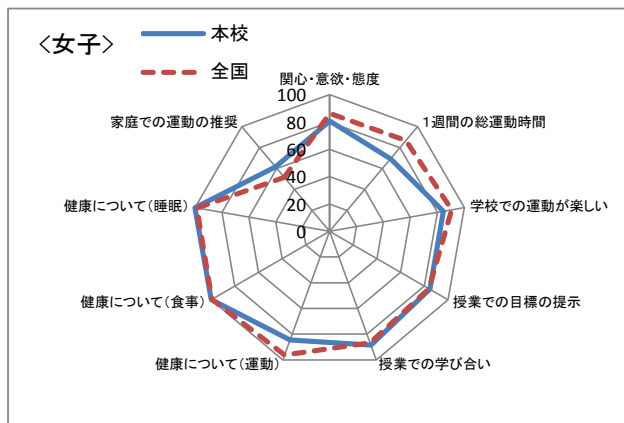 <女子>
本校
全国
関心・意欲・態度
1週間の総運動時間
学校での運動が楽しい
授業での目標の提示
授業での学び合い
健康について(運動)
健康について(食事)
健康について(睡眠)
家庭での運動の推奨
100
80
60
40
20
0